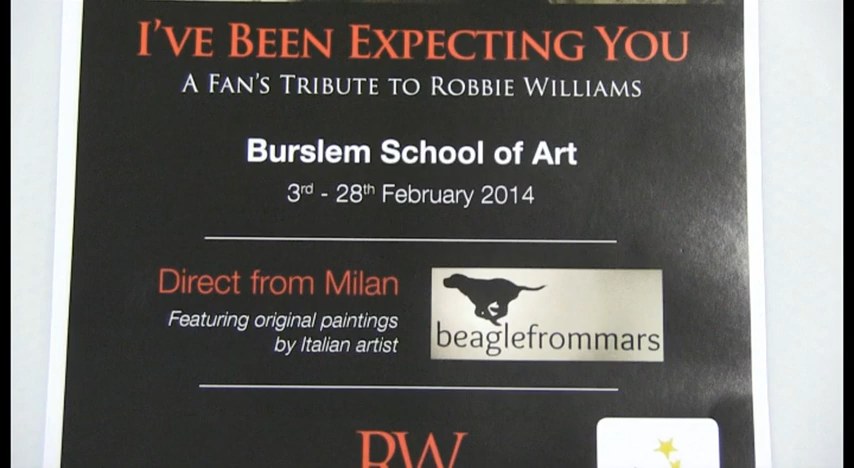 I'VE BEEN EXPECTING YOU
A FAN'S TRIBUTE TO ROBBIE WILLIAMS
Burslem School of Art
3rd - 28th February 2014
Direct from Milan
Featuring original paintings
by Italian artist
beaglefrommars
RW